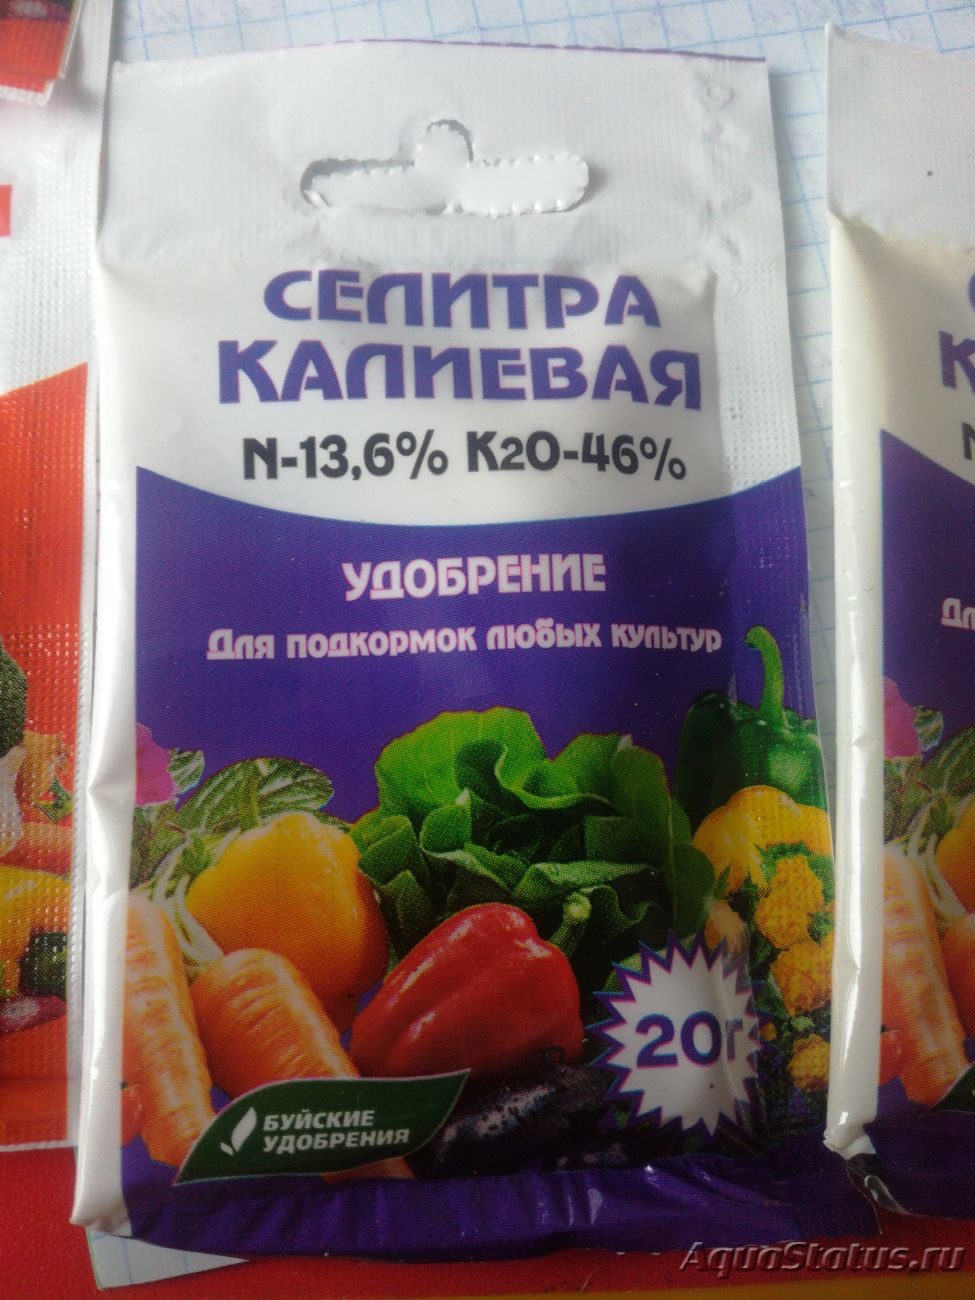 СЕЛИТРА
КАЛИЕВАЯ
N-13,6% K2O-46%
УДОБРЕНИЕ
Для подкормок любых культур
20г
БУЙСКИЕ
УДОБРЕНИЯ
AquaStatus.ru